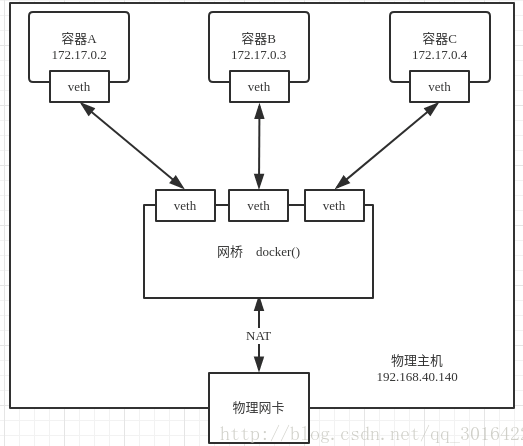 容器A
172.17.0.2
veth
容器B
172.17.0.3
veth
容器C
172.17.0.4
veth
veth
veth
veth
网桥 docker()
NAT
物理主机
192.168.40.140
物理网卡
http://blog.csdn.net/qq_3016422